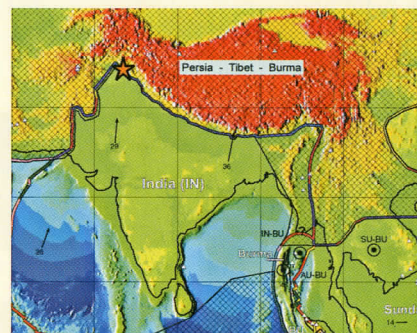 Persia - Tibet - Burma
29
India (IN)
36
36
IN-BU
SU-BU
Burma
AU-BU
Sund
14